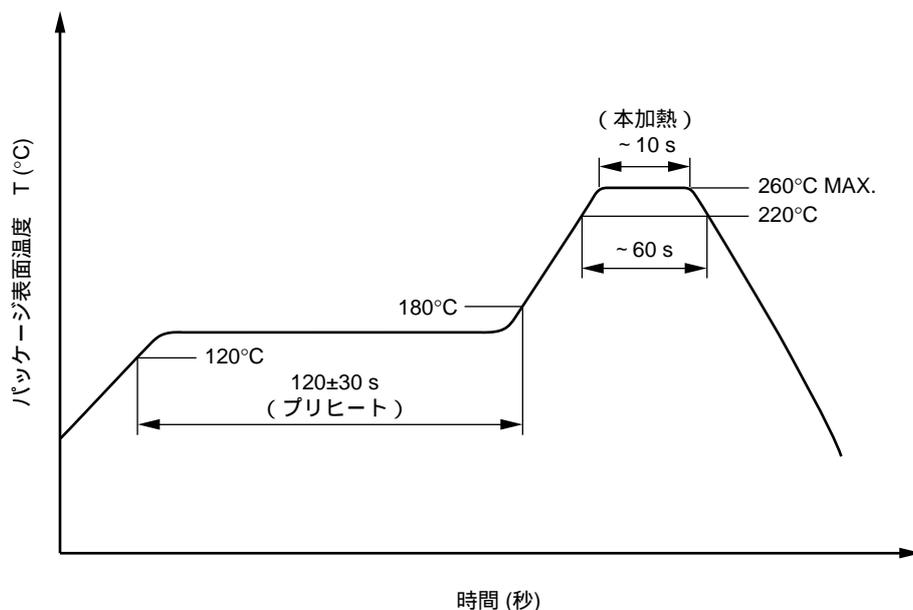 パッケージ表面温度 T (°C)
(本加熱)
~ 10 s
260°C MAX.
220°C
~ 60 s
180°C
120°C
120±30 s
(プリヒート)
時間 (秒)